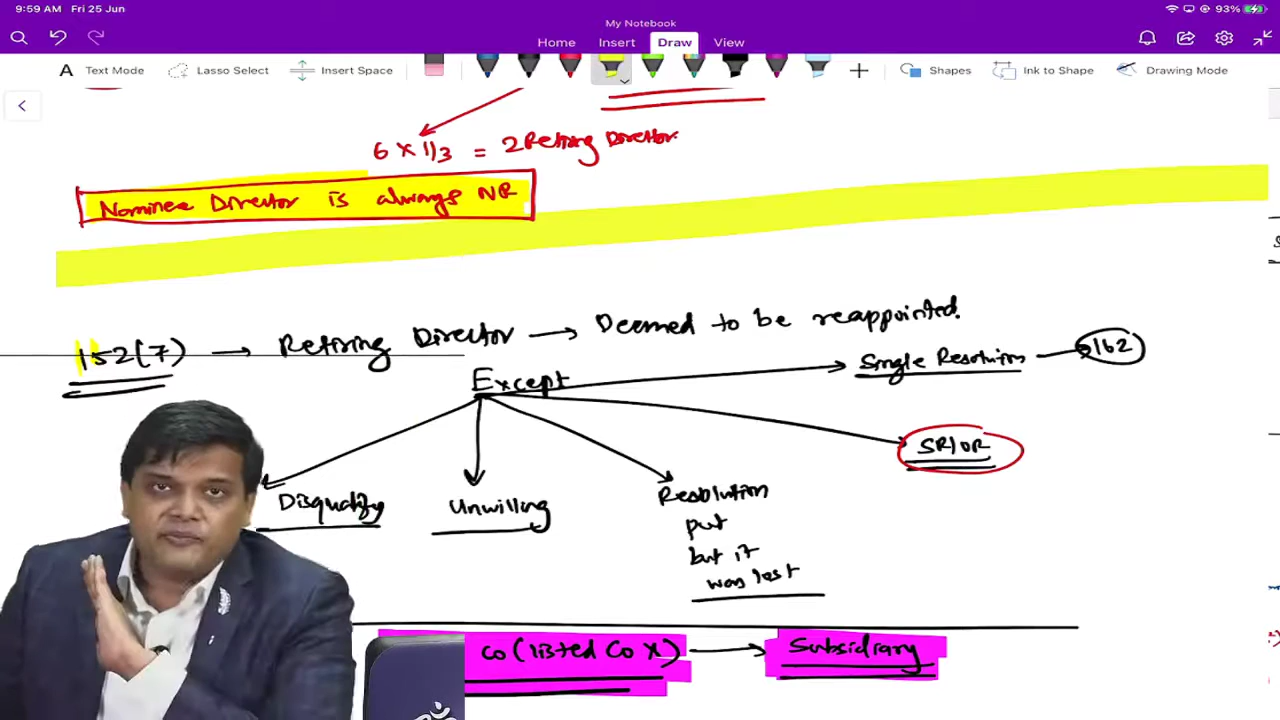 9:59 AM Fri 25 Jun
93%
My Notebook
Home Insert Draw View
Text Mode Lasso Select Insert Space Shapes Ink to Shape Drawing Mode
6 x 1/3 = 2 Retiring Director
Nominee Director is always NR
152(7) → Retiring Director → Deemed to be reappointed.
Except
Single Resolution → 162
SR/OR
Disqualify
Unwilling
Resolution
put
but it
was lost
co (listed Co X) → Subsidiary